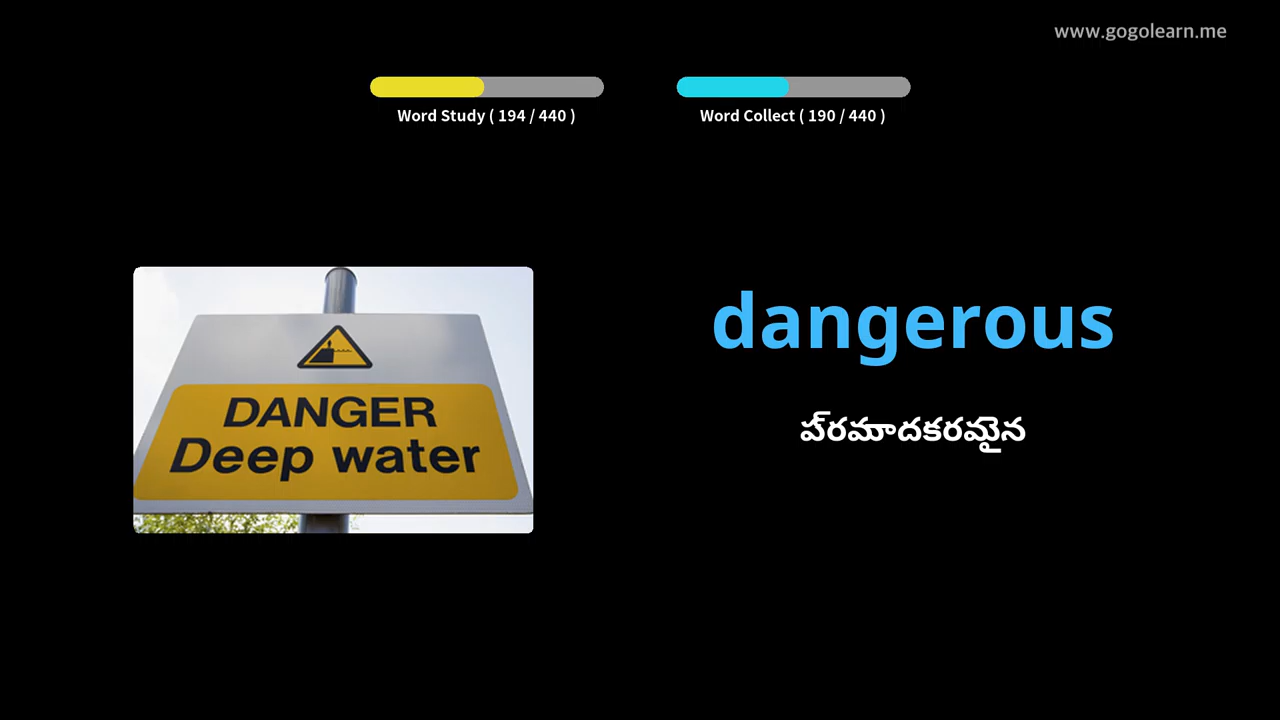 www.gogolearn.me
Word Study ( 194 / 440 )
Word Collect ( 190 / 440 )
DANGER
Deep water
dangerous
ప్రమాదకరమైన